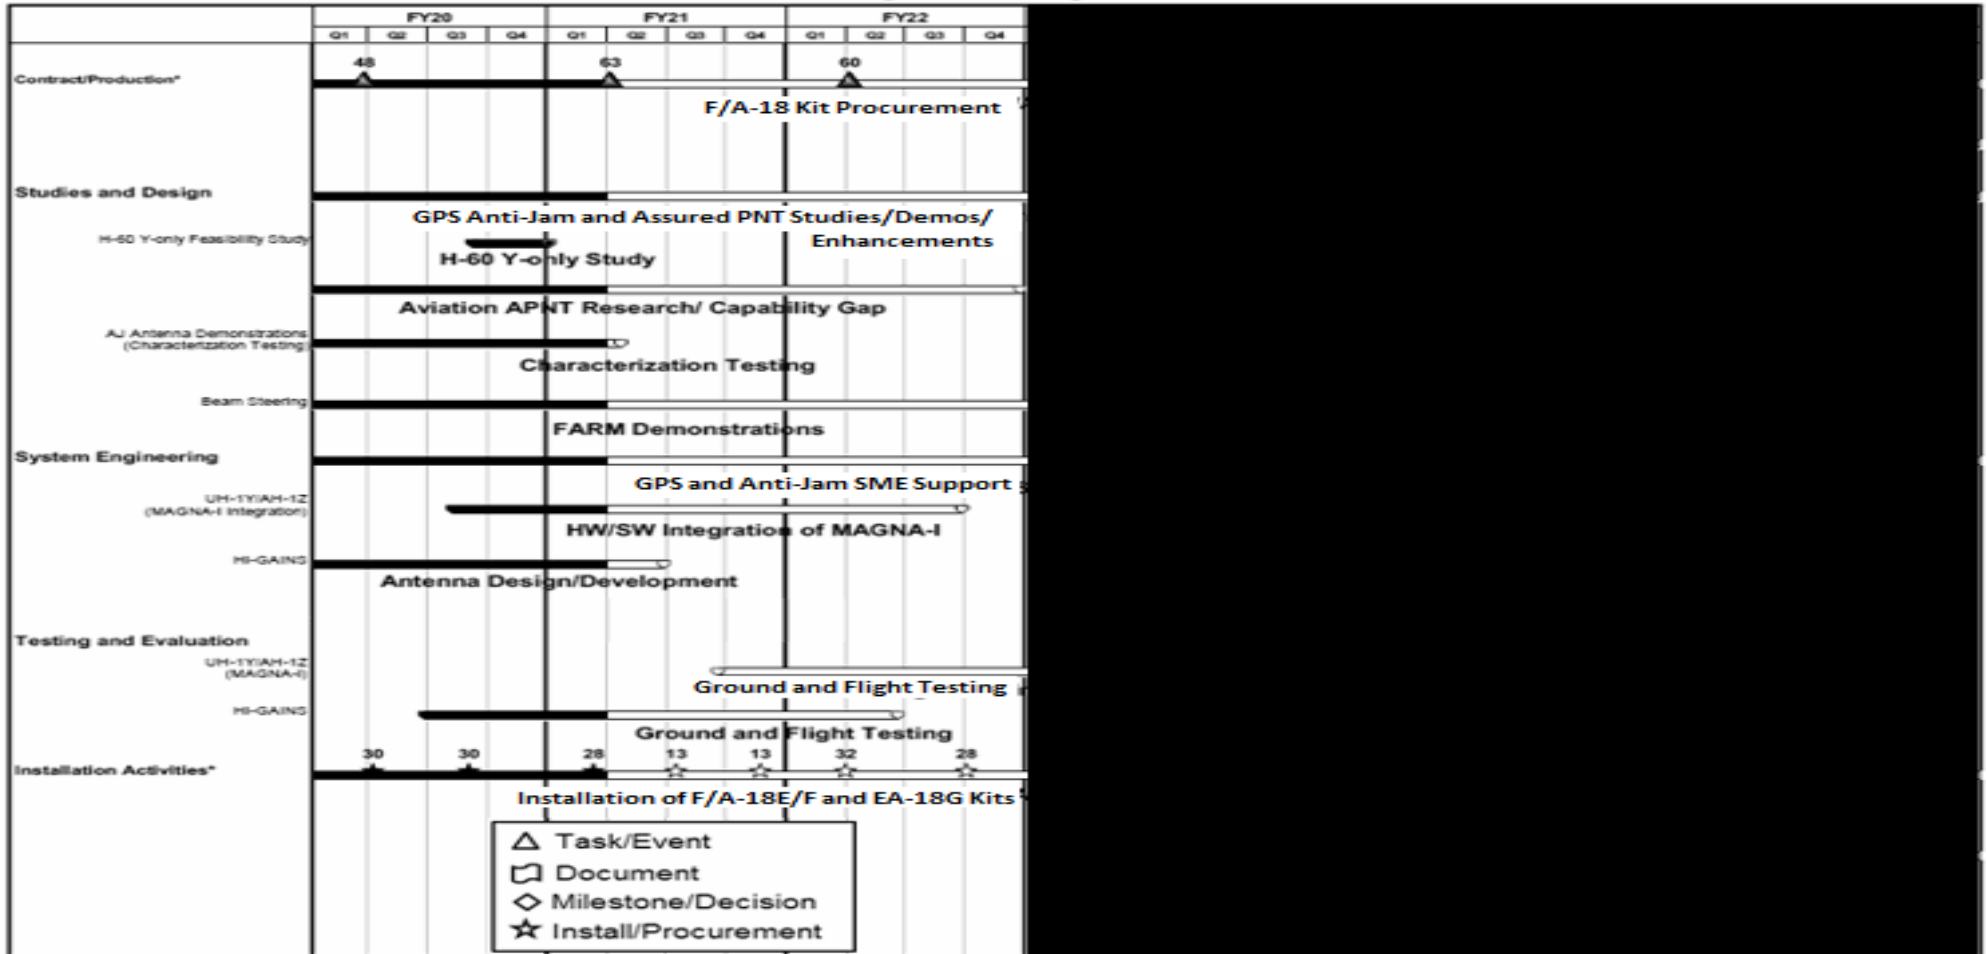 FY20 FY21 FY22
Q1 Q2 Q3 Q4 Q1 Q2 Q3 Q4 Q1 Q2 Q3 Q4
48 63 60
Contract/Production*
F/A-18 Kit Procurement
Studies and Design
GPS Anti-Jam and Assured PNT Studies/Demos/
Enhancements
H-60 Y-only Feasibility Study
H-60 Y-only Study
Aviation APNT Research/ Capability Gap
AJ Antenna Demonstrations
(Characterization Testing)
Characterization Testing
Beam Steering
FARM Demonstrations
System Engineering
GPS and Anti-Jam SME Support
UH-1Y/AH-1Z
(MAGNA-I Integration)
HW/SW Integration of MAGNA-I
HI-GAINS
Antenna Design/Development
Testing and Evaluation
UH-1Y/AH-1Z
(MAGNA-I)
Ground and Flight Testing
HI-GAINS
Ground and Flight Testing
30 30 28 13 13 32 28
Installation Activities*
Installation of F/A-18E/F and EA-18G Kits
Task/Event
Document
Milestone/Decision
Install/Procurement